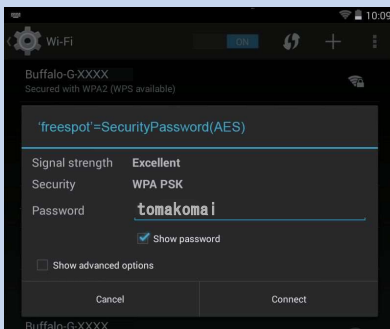 10:09
Wi-Fi
ON
Buffalo-G-XXXX
Secured with WPA2 (WPS available)
'freespot'=SecurityPassword(AES)
Signal strength Excellent
Security WPA PSK
Password tomakomai
Show password
Show advanced options
Cancel Connect
Buffalo-G-XXXX